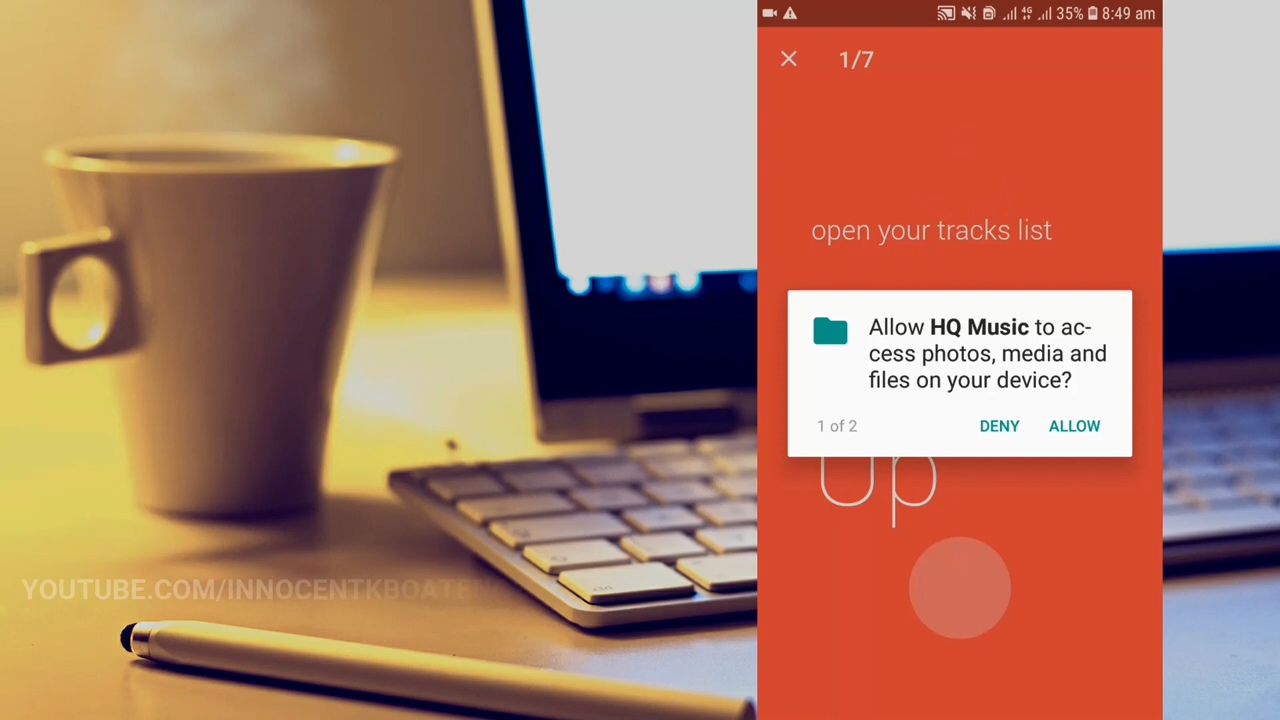 4G 35% 8:49 am
1/7
open your tracks list
Allow HQ Music to ac-
cess photos, media and
files on your device?
1 of 2 DENY ALLOW
Up
YOUTUBE.COM/INNOCENTKBOATENG